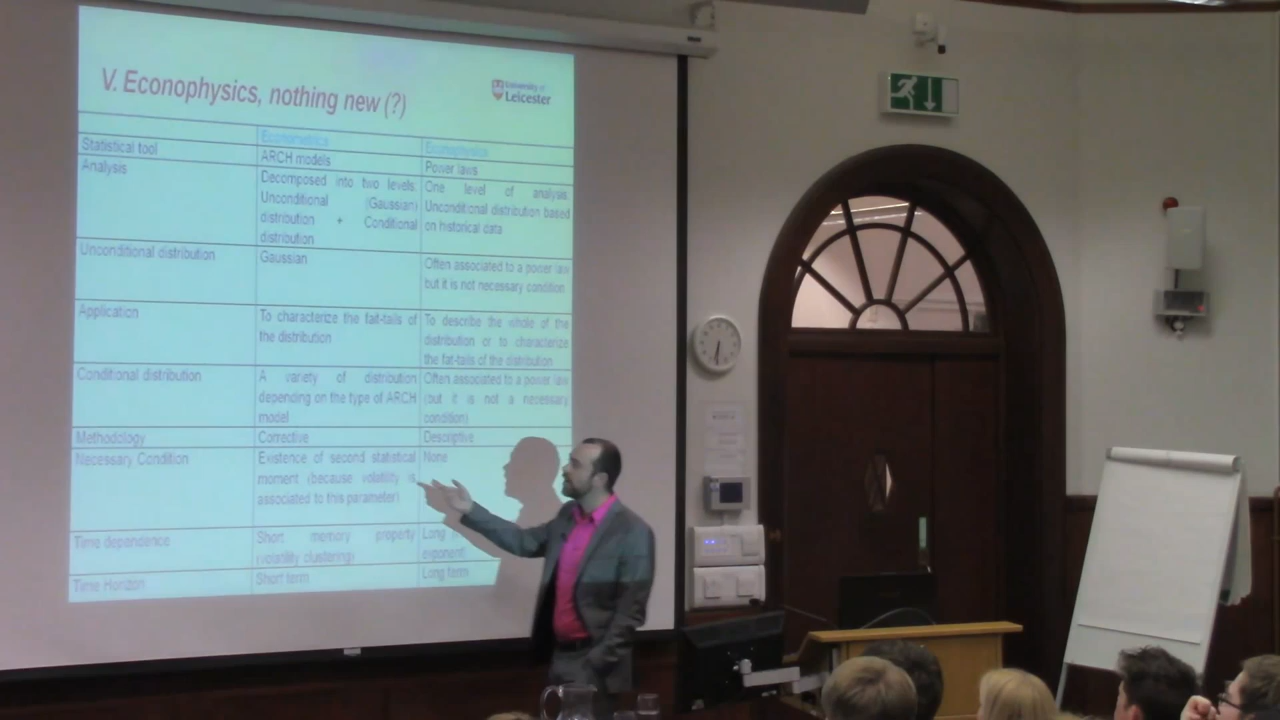 V. Econophysics, nothing new (?)
University of
Leicester
Econometrics
Econophysics
Statistical tool
ARCH models
Power laws
Analysis
Decomposed into two levels:
Unconditional (Gaussian)
distribution + Conditional
distribution
One level of analysis:
Unconditional distribution based
on historical data
Unconditional distribution
Gaussian
Often associated to a power law
but it is not necessary condition
Application
To characterize the fait-tails of
the distribution
To describe the whole of the
distribution or to characterize
the fat-tails of the distribution
Conditional distribution
A variety of distribution
depending on the type of ARCH
model
Often associated to a power law
(but it is not a necessary
condition)
Methodology
Corrective
Descriptive
Necessary Condition
Existence of second statistical
moment (because volatility is
associated to this parameter)
None
Time dependence
Short memory property
(volatility clustering)
Long
exponent)
Time Horizon
Short term
Long term